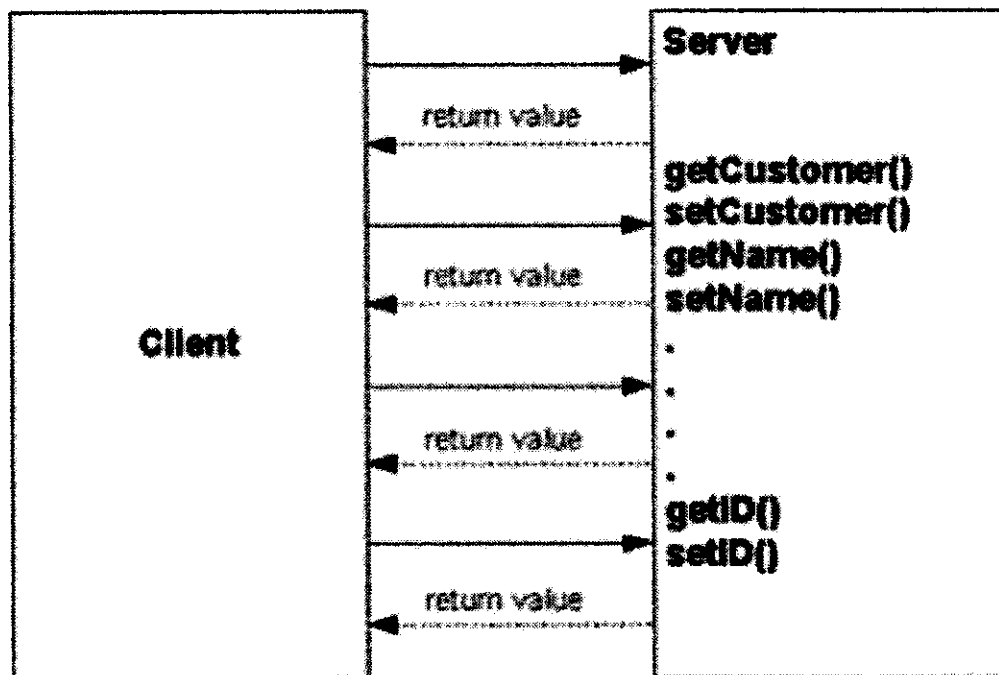 Server
return value
getCustomer()
setCustomer()
getName()
return value
setName()
Client
.
.
.
return value
.
getID()
setID()
return value